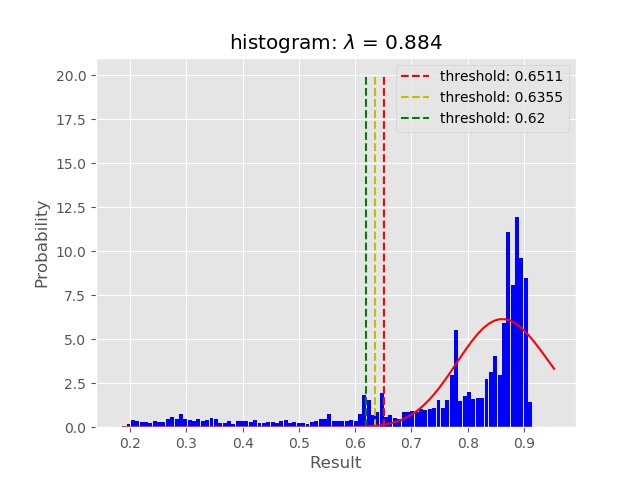 histogram: λ = 0.884
threshold: 0.6511
threshold: 0.6355
threshold: 0.62
20.0
17.5
15.0
12.5
10.0
7.5
5.0
2.5
0.0
Probability
0.2 0.3 0.4 0.5 0.6 0.7 0.8 0.9
Result